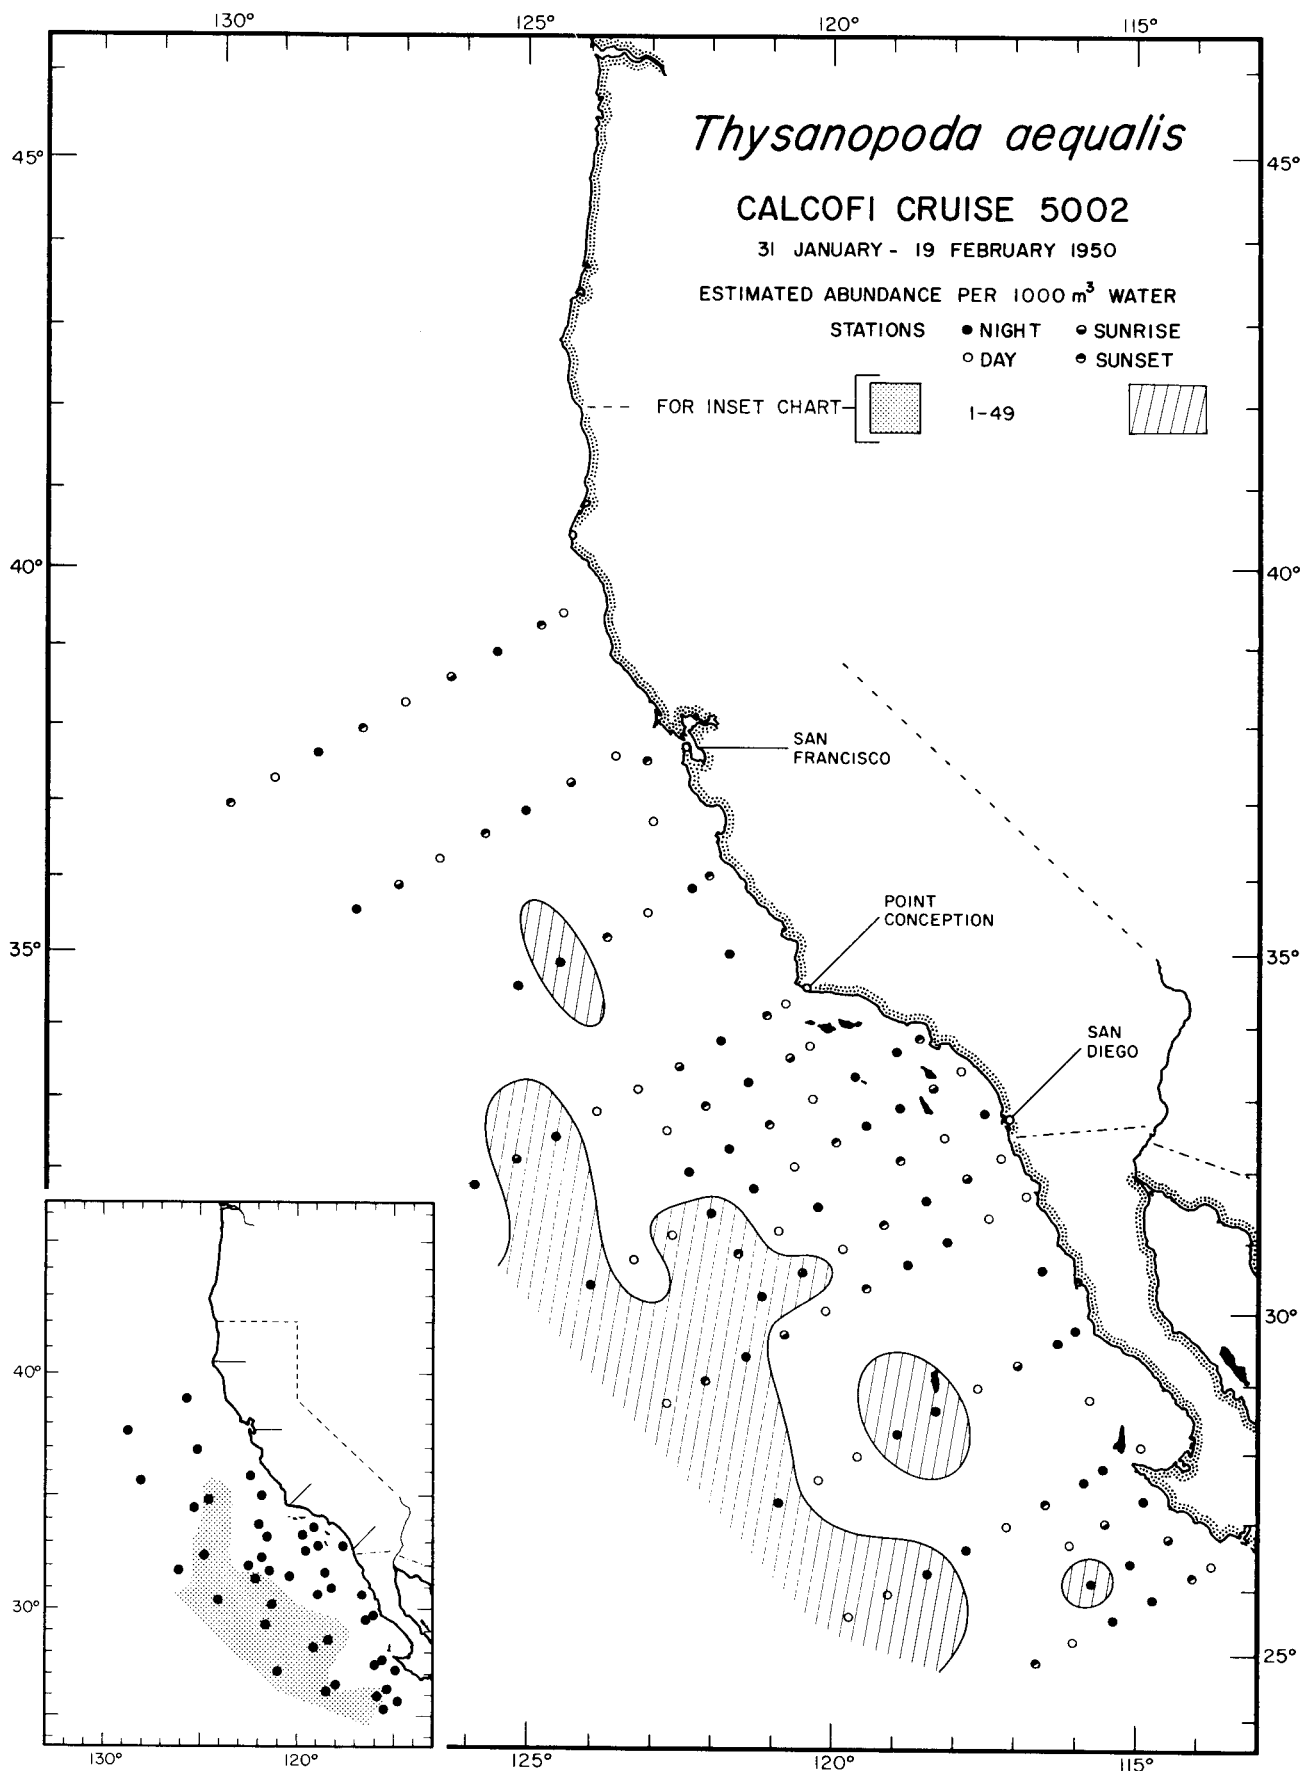 130° 125° 120° 115°
Thysanopoda aequalis
CALCOFI CRUISE 5002
31 JANUARY - 19 FEBRUARY 1950
ESTIMATED ABUNDANCE PER 1000 m³ WATER
STATIONS NIGHT SUNRISE
DAY SUNSET
FOR INSET CHART 1-49
45° 45°
40° 40°
SAN
FRANCISCO
POINT
CONCEPTION
35° 35°
SAN
DIEGO
30°
40°
30°
25°
130° 120°
125° 120° 115°